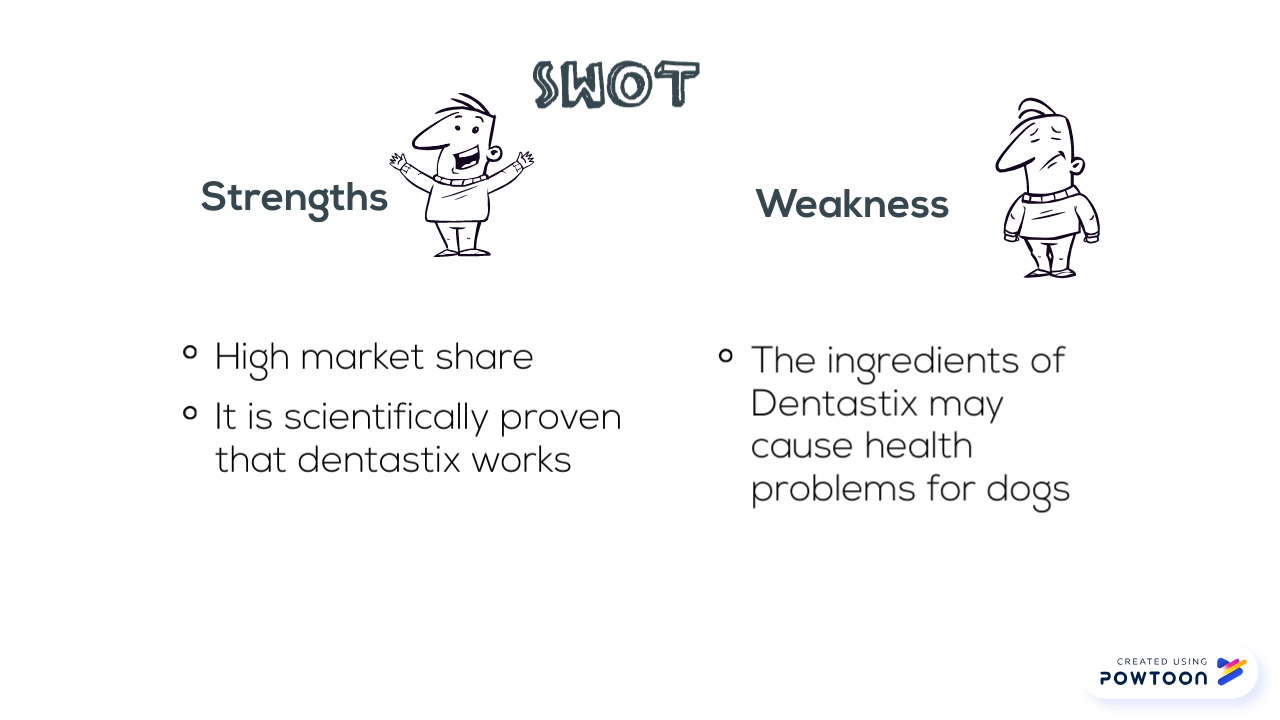 SWOT
Strengths
High market share
It is scientifically proven
that dentastix works
Weakness
The ingredients of
Dentastix may
cause health
problems for dogs
CREATED USING
POWTOON